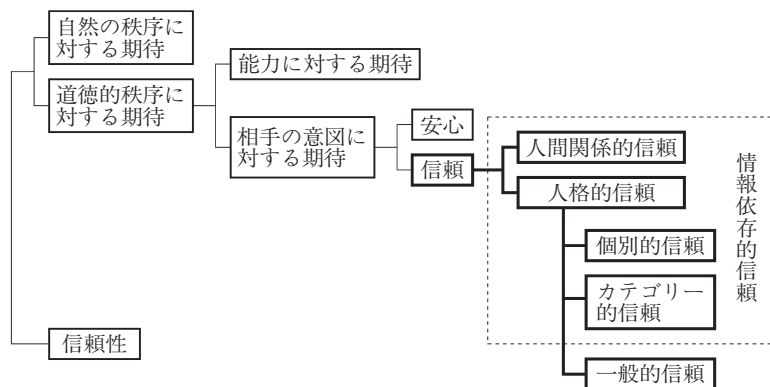 自然の秩序に
対する期待
道徳的秩序に
対する期待
能力に対する期待
相手の意図に
対する期待
安心
信頼
人間関係的信頼
人格的信頼
個別的信頼
カテゴリー
的信頼
一般的信頼
情報依存的信頼
信頼性